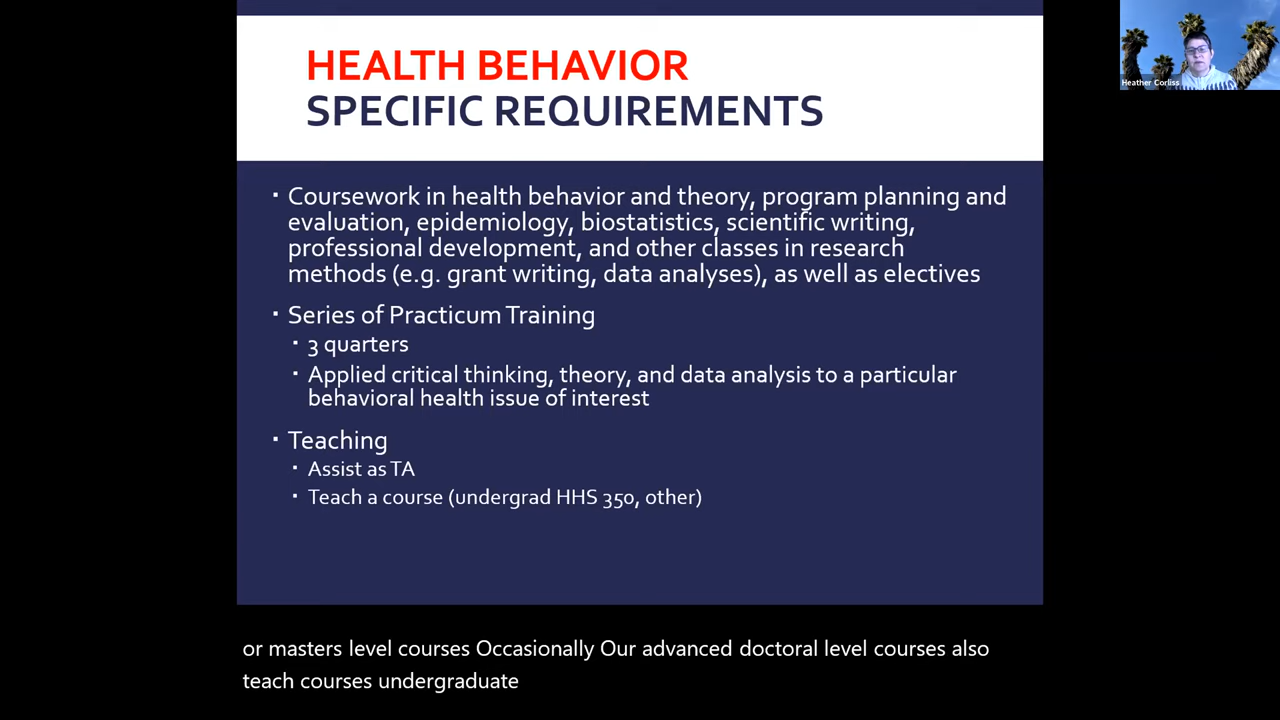 HEALTH BEHAVIOR
SPECIFIC REQUIREMENTS
Heather Corliss
▪ Coursework in health behavior and theory, program planning and
evaluation, epidemiology, biostatistics, scientific writing,
professional development, and other classes in research
methods (e.g. grant writing, data analyses), as well as electives
▪ Series of Practicum Training
▪ 3 quarters
▪ Applied critical thinking, theory, and data analysis to a particular
behavioral health issue of interest
▪ Teaching
▪ Assist as TA
▪ Teach a course (undergrad HHS 350, other)
or masters level courses Occasionally Our advanced doctoral level courses also
teach courses undergraduate